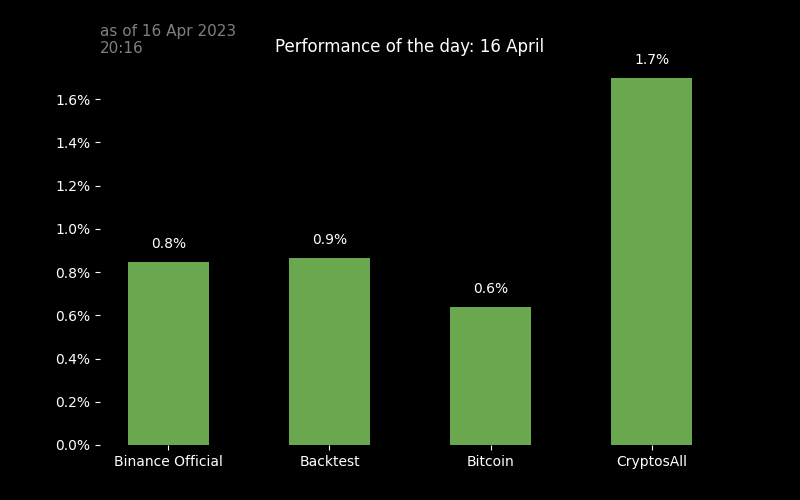 as of 16 Apr 2023
20:16
Performance of the day: 16 April
1.7%
1.6%
1.4%
1.2%
1.0%
0.8%
0.6%
0.4%
0.2%
0.0%
0.8%
0.9%
0.6%
Binance Official
Backtest
Bitcoin
CryptosAll